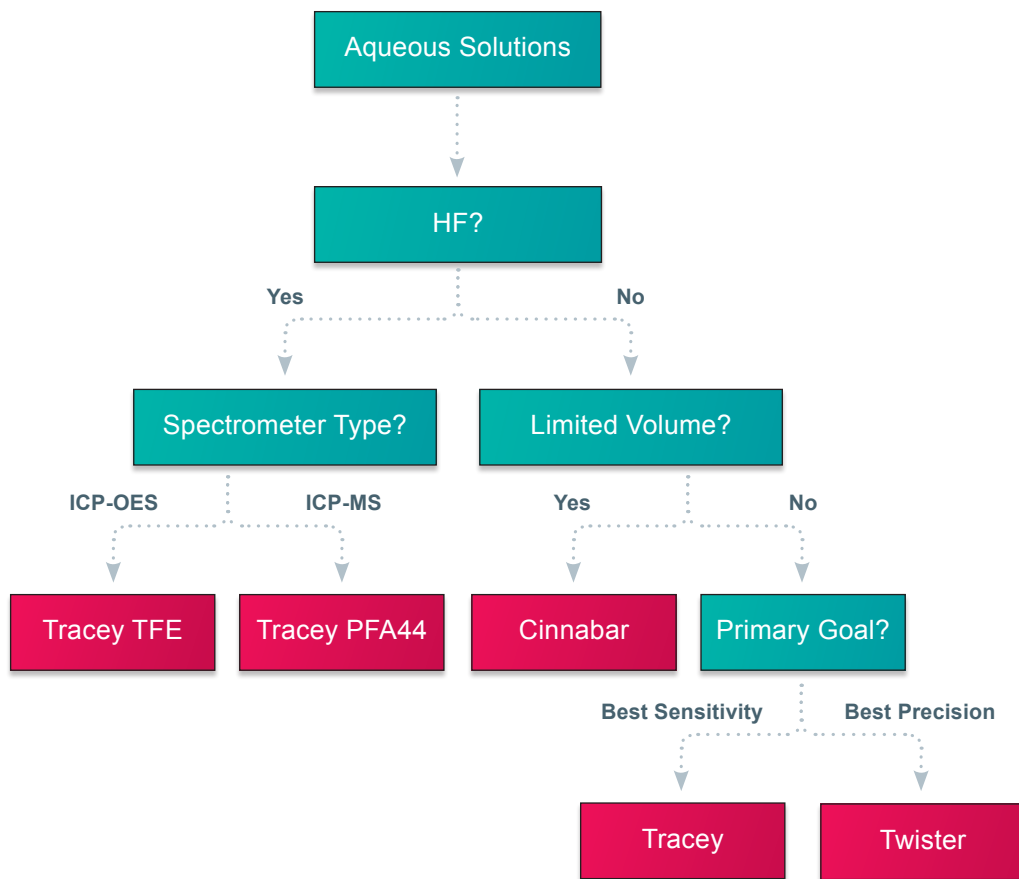 Aqueous Solutions
HF?
Yes
No
Spectrometer Type?
Limited Volume?
ICP-OES
ICP-MS
Yes
No
Tracey TFE
Tracey PFA44
Cinnabar
Primary Goal?
Best Sensitivity
Best Precision
Tracey
Twister